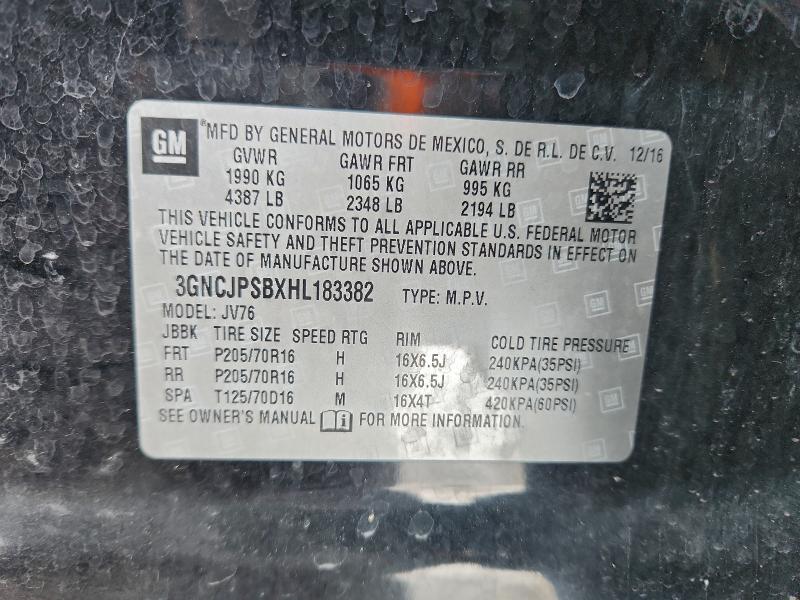 GM
®MFD BY GENERAL MOTORS DE MEXICO, S. DE R.L. DE C.V. 12/16
GVWR GAWR FRT GAWR RR
1990 KG 1065 KG 995 KG
4387 LB 2348 LB 2194 LB
THIS VEHICLE CONFORMS TO ALL APPLICABLE U.S. FEDERAL MOTOR
VEHICLE SAFETY AND THEFT PREVENTION STANDARDS IN EFFECT ON
THE DATE OF MANUFACTURE SHOWN ABOVE.
3GNCJPSBXHL183382 TYPE: M.P.V.
MODEL: JV76
JBBK TIRE SIZE SPEED RTG RIM COLD TIRE PRESSURE
FRT P205/70R16 H 16X6.5J 240KPA(35PSI)
RR P205/70R16 H 16X6.5J 240KPA(35PSI)
SPA T125/70D16 M 16X4T 420KPA(60PSI)
SEE OWNER'S MANUAL FOR MORE INFORMATION.